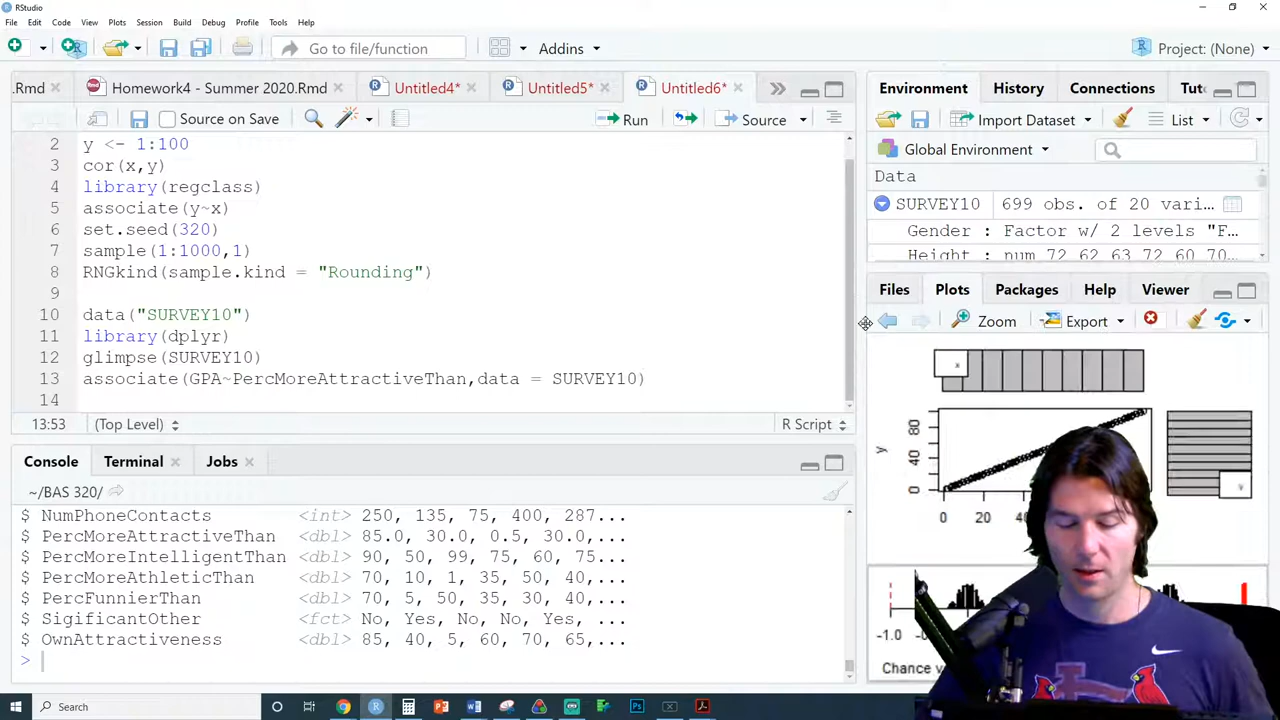 RStudio
File Edit Code View Plots Session Build Debug Profile Tools Help
Go to file/function Addins Project: (None)
.Rmd Homework4 - Summer 2020.Rmd Untitled4* Untitled5* Untitled6*
Source on Save Run Source
2 y <- 1:100
3 cor(x,y)
4 library(regclass)
5 associate(y~x)
6 set.seed(320)
7 sample(1:1000,1)
8 RNGkind(sample.kind = "Rounding")
9
10 data("SURVEY10")
11 library(dplyr)
12 glimpse(SURVEY10)
13 associate(GPA~PercMoreAttractiveThan,data = SURVEY10)
14
13:53 (Top Level) R Script
Console Terminal Jobs
~/BAS 320/
$ NumPhoneContacts <int> 250, 135, 75, 400, 287...
$ PercMoreAttractiveThan <dbl> 85.0, 30.0, 0.5, 30.0,...
$ PercMoreIntelligentThan <dbl> 90, 50, 99, 75, 60, 75...
$ PercMoreAthleticThan <dbl> 70, 10, 1, 35, 50, 40,...
$ PercFunnierThan <dbl> 70, 5, 50, 35, 30, 40,...
$ SigificantOther <fct> No, Yes, No, No, Yes, ...
$ OwnAttractiveness <dbl> 85, 40, 5, 60, 70, 65,...
>
Environment History Connections Tut
Import Dataset List
Global Environment
Data
SURVEY10 699 obs. of 20 vari...
Gender : Factor w/ 2 levels "F...
Height : num 72 62 63 72 60 70...
Files Plots Packages Help Viewer
Zoom Export
x
80
40
0
y
y
0 20
-1.0
Chance v
Search